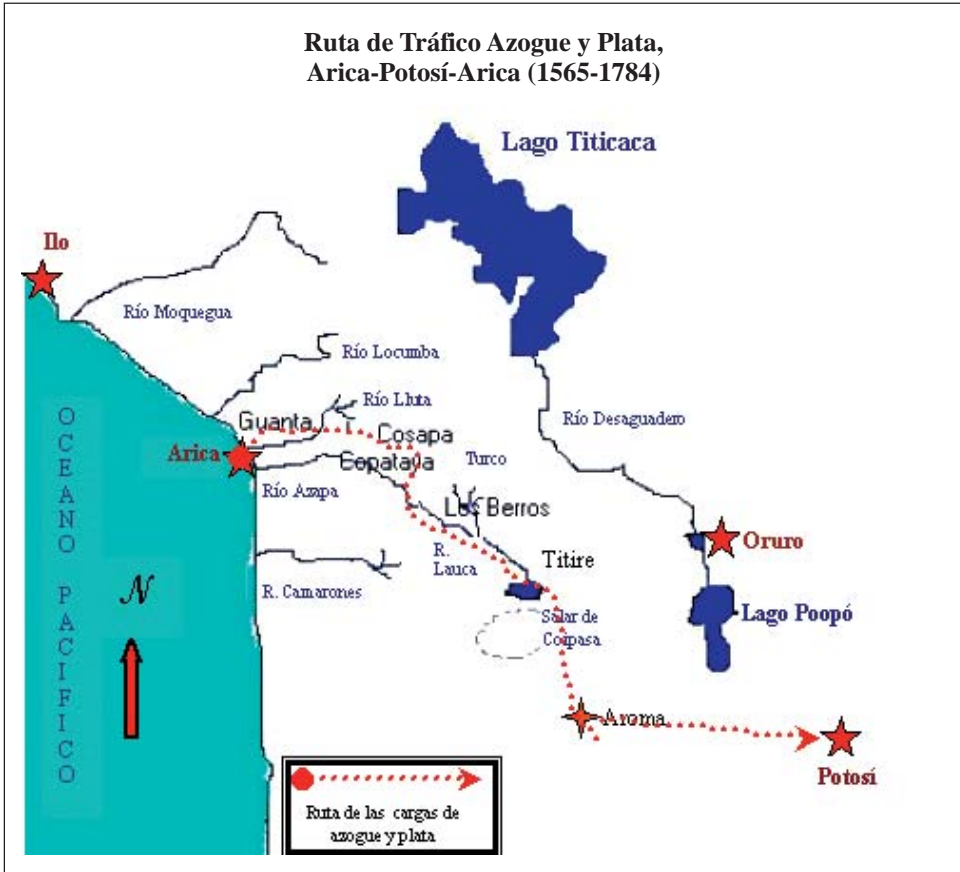 Ruta de Tráfico Azogue y Plata,
Arica-Potosí-Arica (1565-1784)
Lago Titicaca
Ilo
Río Moquegua
Río Locumba
Río Lluta
Guanta
Cosapa
Río Desaguadero
Arica
Copataya
Turco
Río Azapa
Los Berros
Oruro
R. Lauca
Titire
R. Camarones
Lago Poopó
Salar de
Coipasa
OCEANO PACIFICO
N
Aroma
Potosí
Ruta de las cargas de
azogue y plata